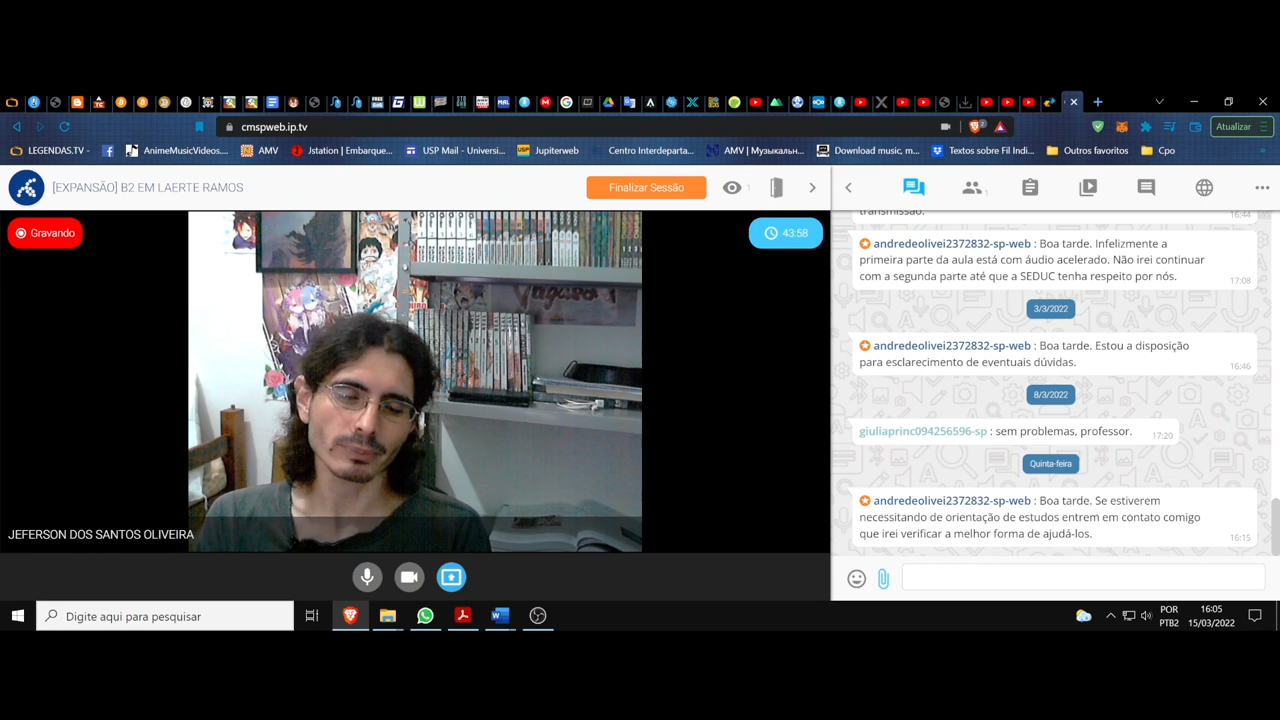 cmspweb.ip.tv
Atualizar
LEGENDAS.TV -
AnimeMusicVideos...
AMV
Jstation | Embarque...
USP Mail - Universi...
Jupiterweb
Centro Interdeparta...
AMV | Музыкальн...
Download music, m...
Textos sobre Fil Indi...
Outros favoritos
Cpo
[EXPANSÃO] B2 EM LAERTE RAMOS
Finalizar Sessão
1
1
Gravando
43:58
JEFERSON DOS SANTOS OLIVEIRA
transmissão.
16:44
andredeolivei2372832-sp-web : Boa tarde. Infelizmente a
primeira parte da aula está com áudio acelerado. Não irei continuar
com a segunda parte até que a SEDUC tenha respeito por nós.
17:08
3/3/2022
andredeolivei2372832-sp-web : Boa tarde. Estou a disposição
para esclarecimento de eventuais dúvidas.
16:46
8/3/2022
giuliaprinc094256596-sp : sem problemas, professor.
17:20
Quinta-feira
andredeolivei2372832-sp-web : Boa tarde. Se estiverem
necessitando de orientação de estudos entrem em contato comigo
que irei verificar a melhor forma de ajudá-los.
16:15
Digite aqui para pesquisar
POR
PTB2
16:05
15/03/2022